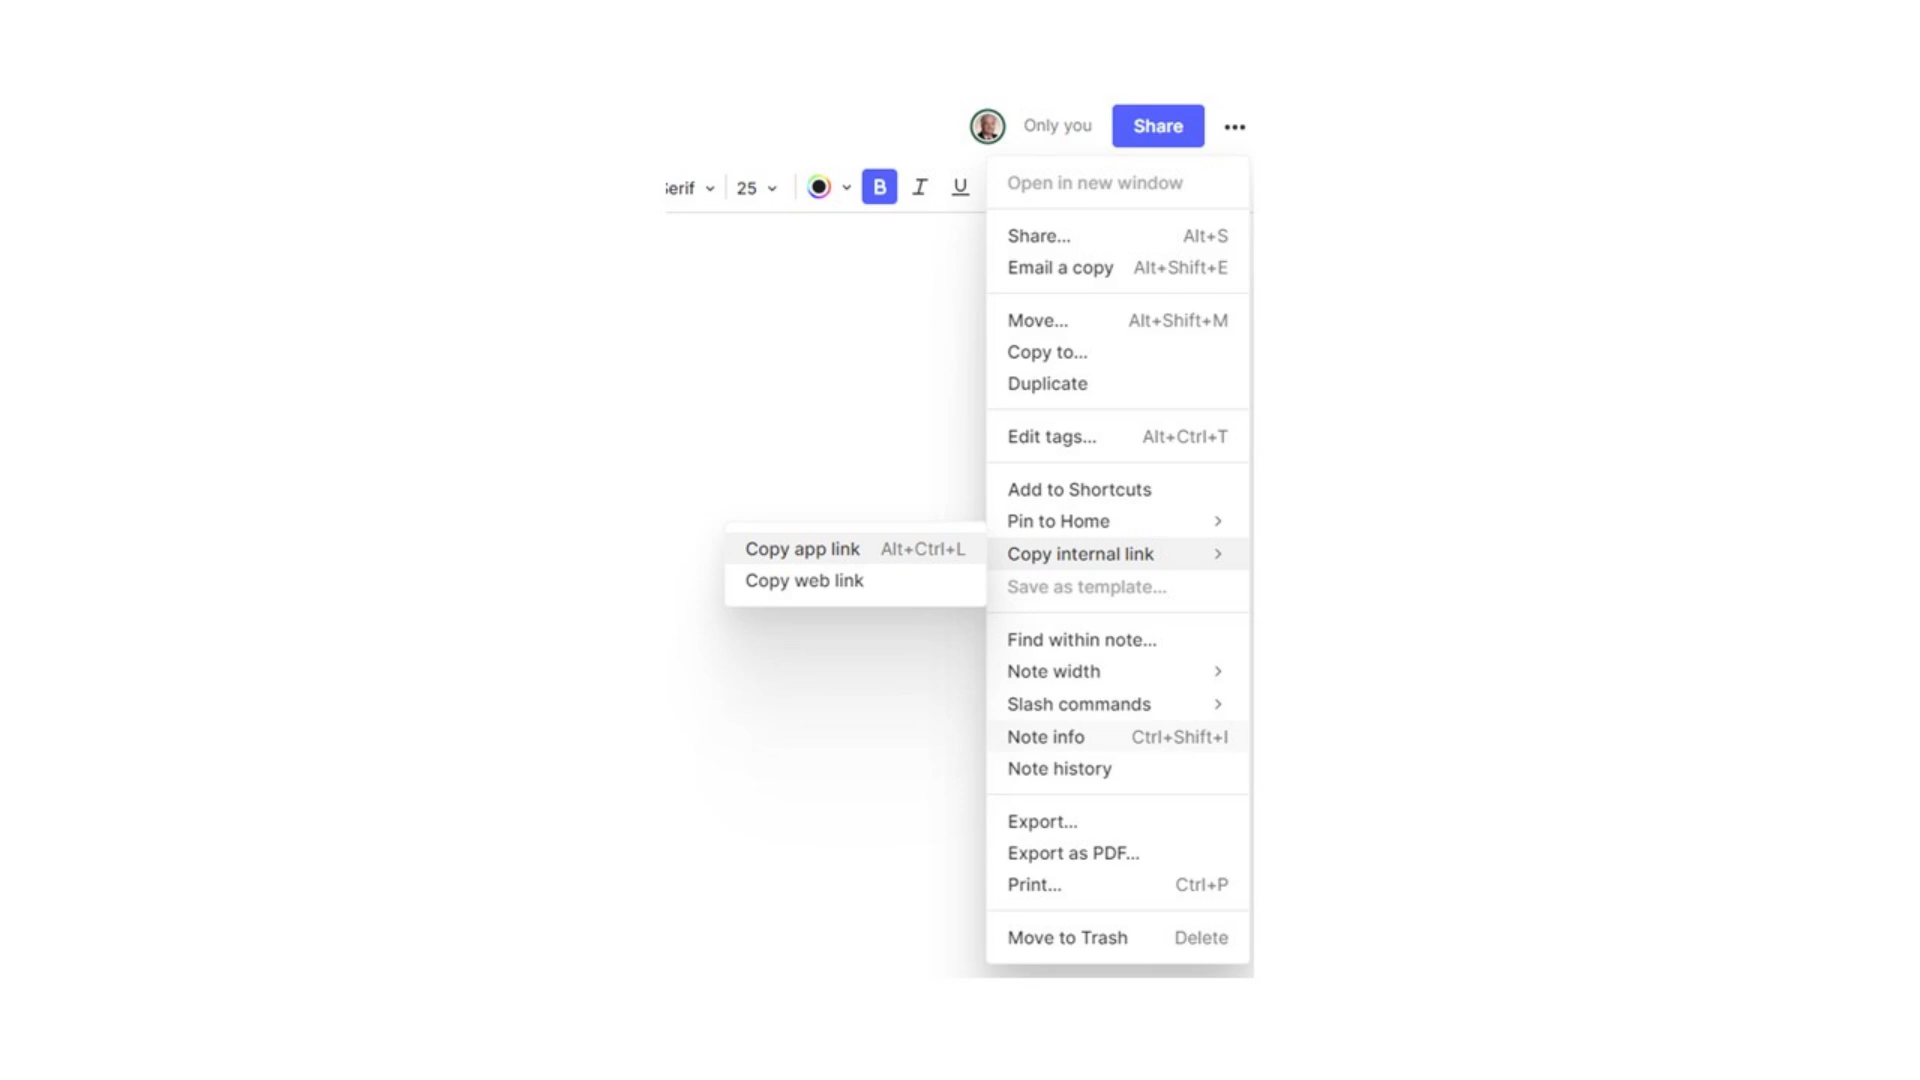 Only you Share
25 B I U
Open in new window
Share... Alt+S
Email a copy Alt+Shift+E
Move... Alt+Shift+M
Copy to...
Duplicate
Edit tags... Alt+Ctrl+T
Add to Shortcuts
Pin to Home
Copy app link Alt+Ctrl+L
Copy internal link
Copy web link
Save as template...
Find within note...
Note width
Slash commands
Note info Ctrl+Shift+I
Note history
Export...
Export as PDF...
Print... Ctrl+P
Move to Trash Delete